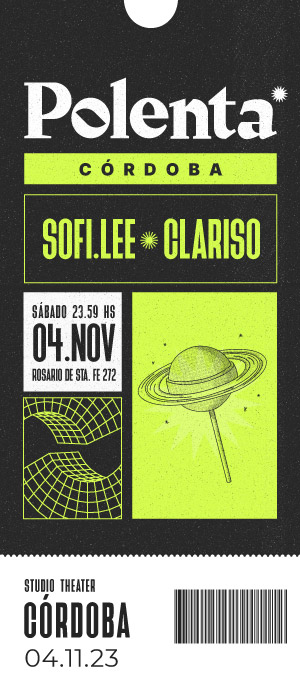 Polenta
CÓRDOBA
SOFI.LEE CLARISO
SÁBADO 23.59 HS
04.NOV
ROSARIO DE STA. FE 272
STUDIO THEATER
CÓRDOBA
04.11.23